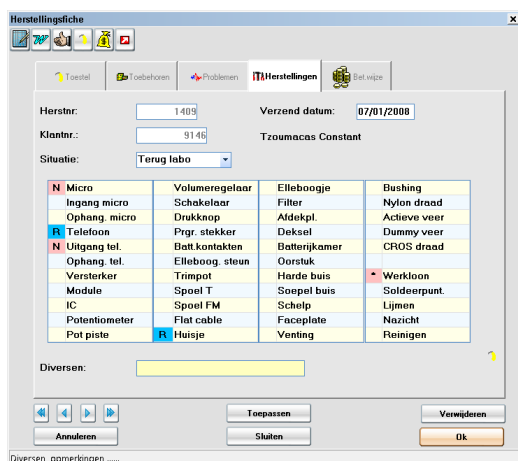 Herstellingsfiche
Toestel Toebehoren Problemen Herstellingen Bet.wijze
Herstnr: 1409 Verzend datum: 07/01/2008
Klantnr.: 9146 Tzoumacas Constant
Situatie: Terug labo
N Micro Volumeregelaar Elleboogje Bushing
Ingang micro Schakelaar Filter Nylon draad
Ophang. micro Drukknop Afdekpl. Actieve veer
R Telefoon Prgr. stekker Deksel Dummy veer
N Uitgang tel. Batt.kontakten Batterijkamer CROS draad
Ophang. tel. Elleboog. steun Oorstuk
Versterker Trimpot Harde buis * Werkloon
Module Spoel T Soepel buis Soldeerpunt.
IC Spoel FM Schelp Lijmen
Potentiometer Flat cable Faceplate Nazicht
Pot piste R Huisje Venting Reinigen
Diversen:
Toepassen Verwijderen
Annuleren Sluiten Ok
Diversen, opmerkingen ......